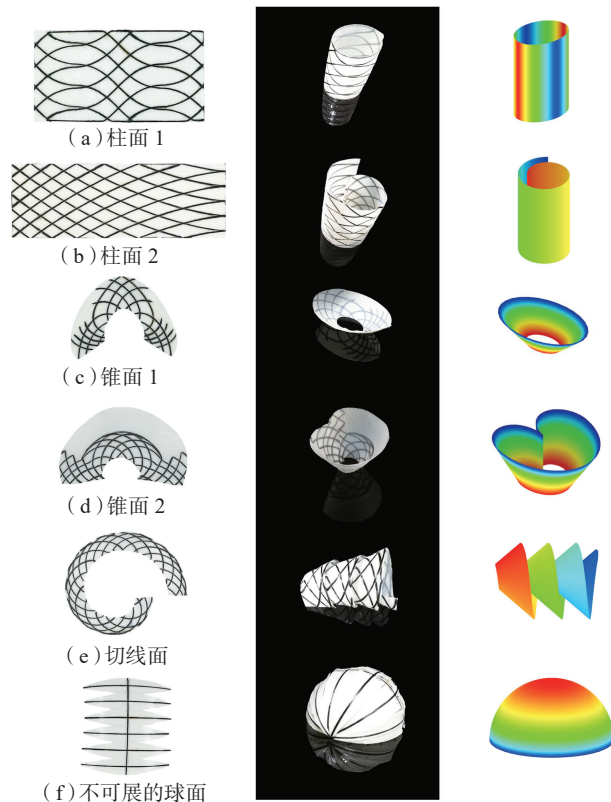 （a）柱面 1
（b）柱面 2
（c）锥面 1
（d）锥面 2
（e）切线面
（f）不可展的球面